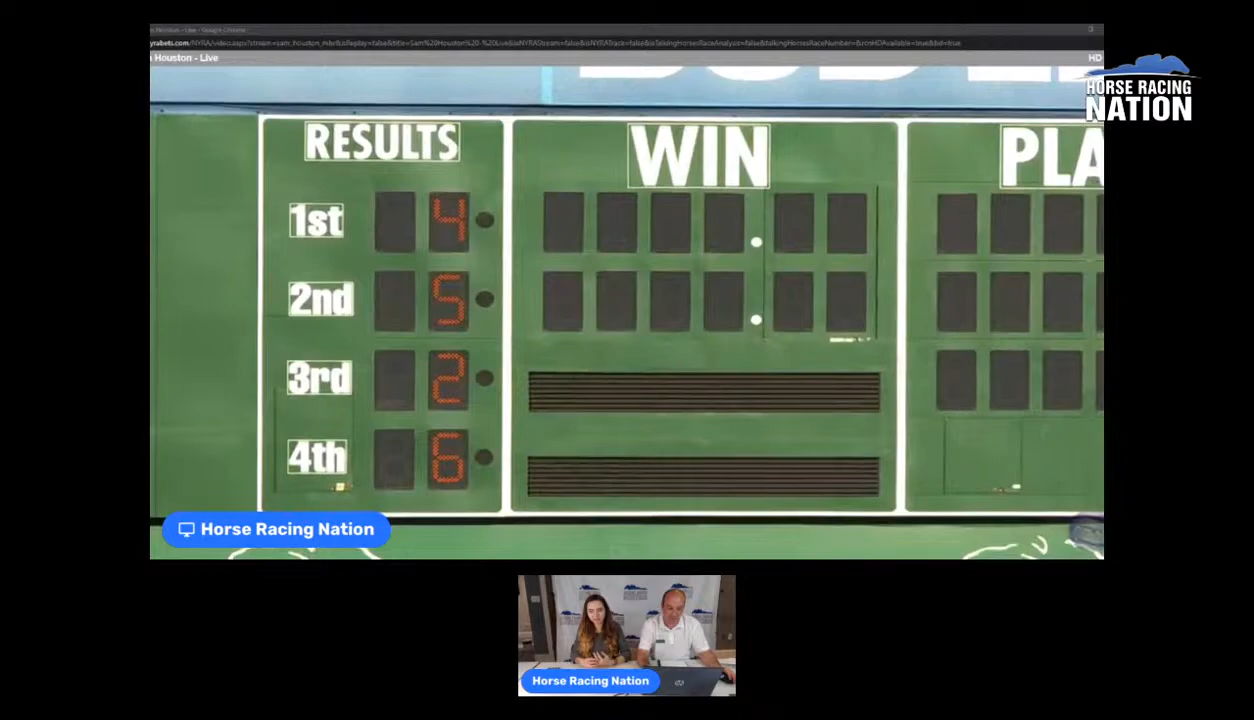 Houston - Live
HD
HORSE RACING
NATION
RESULTS
WIN
PLA
1st 4
2nd 5
3rd 2
4th 6
Horse Racing Nation
Horse Racing Nation